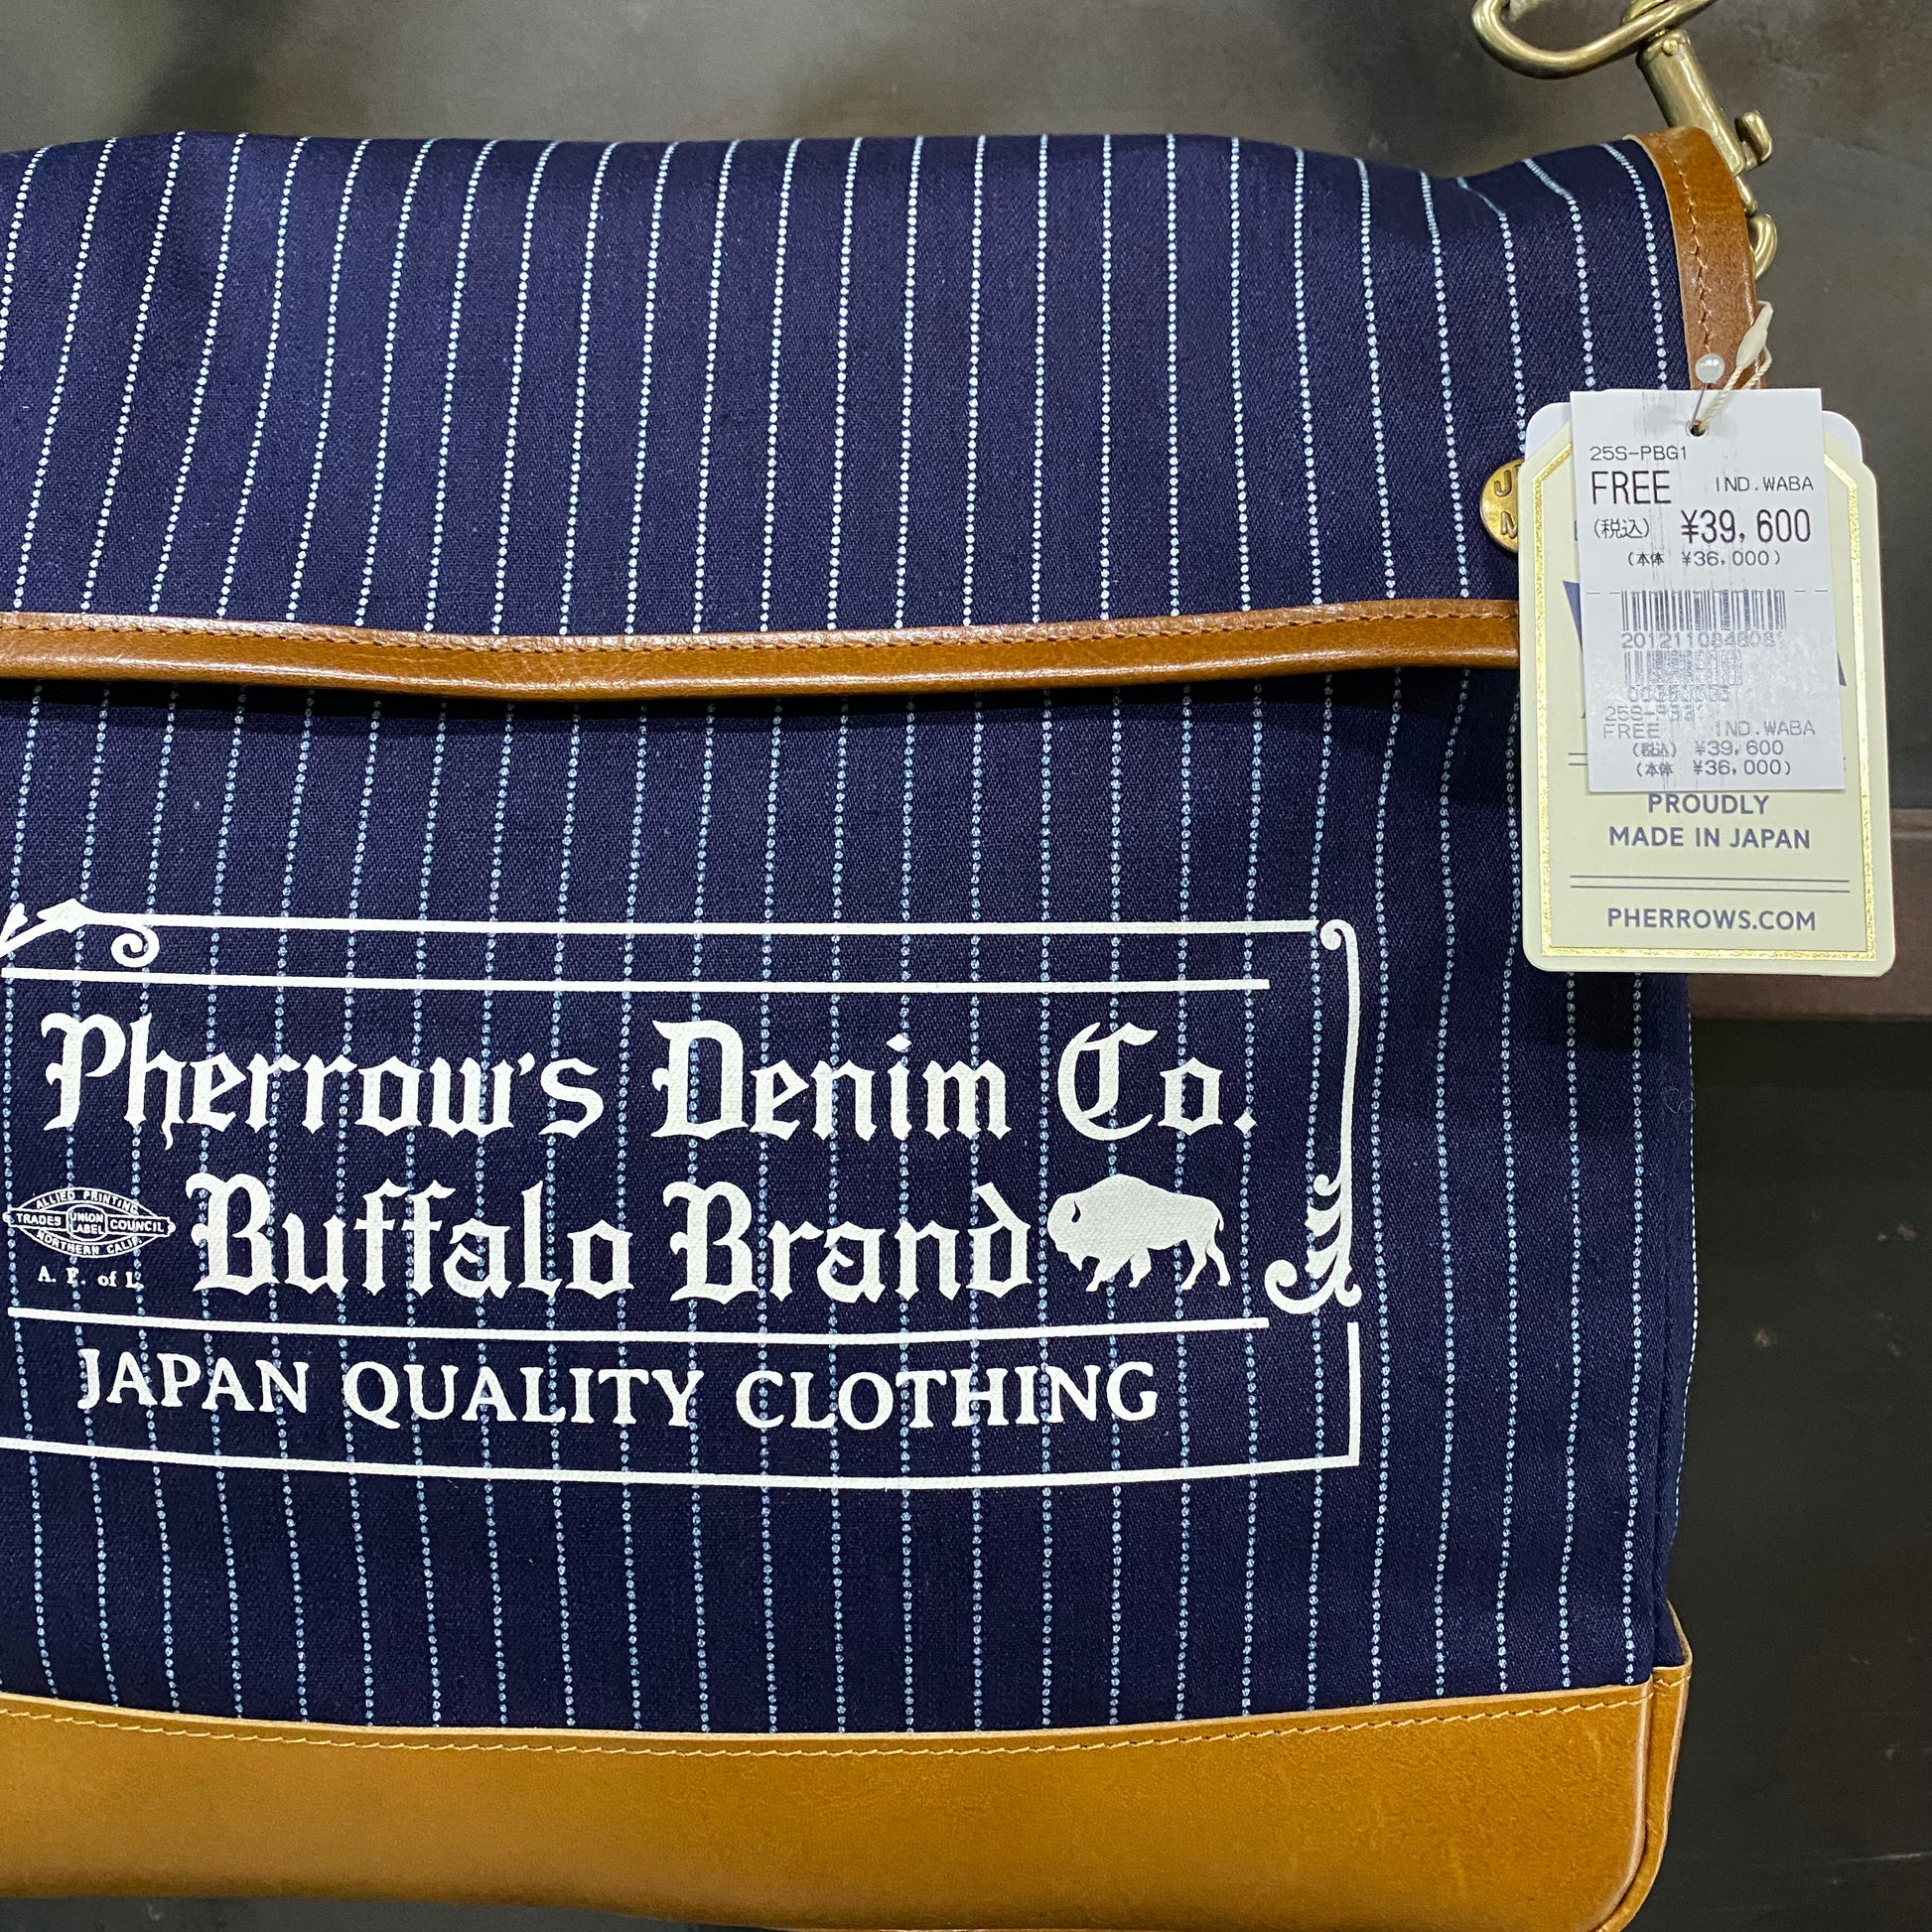 25S-PBG1
FREE IND.WABA
(税込) ¥39,600
(本体 ¥36,000)
FREE IND.WABA
(税込) ¥39,600
(本体 ¥36,000)
PROUDLY
MADE IN JAPAN
PHERROWS.COM
Pherrow's Denim Co.
ALLIED PRINTING
TRADES UNION LABEL COUNCIL
NORTHERN CALIF.
A. F. of L.
Buffalo Brand
JAPAN QUALITY CLOTHING